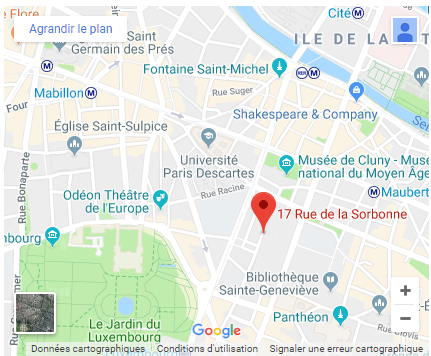 e Flore
Cité
Agrandir le plan
ILE DE LA
Saint
Germain des Prés
Fontaine Saint-Michel
RER
Mabillon
Rue Suger
Four
Shakespeare & Company
Église Saint-Sulpice
Université
Paris Descartes
Musée de Cluny - Mus
national du Moyen Âge
Rue Bonaparte
Rue Racine
Maubert
Odéon Théâtre
de l'Europe
17 Rue de la Sorbonne
mbourg
Bibliothèque
Sainte-Geneviève
Panthéon
Google
Le Jardin du
Luxembourg
+
−
Données cartographiques
Conditions d'utilisation
Signaler une erreur cartographique